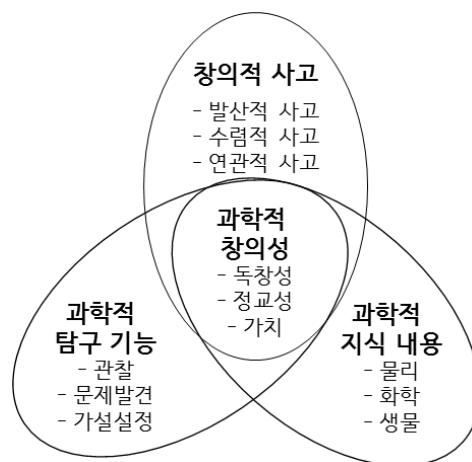 창의적 사고
- 발산적 사고
- 수렴적 사고
- 연관적 사고
과학적
창의성
- 독창성
- 정교성
- 가치
과학적
탐구 기능
- 관찰
- 문제발견
- 가설설정
과학적
지식 내용
- 물리
- 화학
- 생물